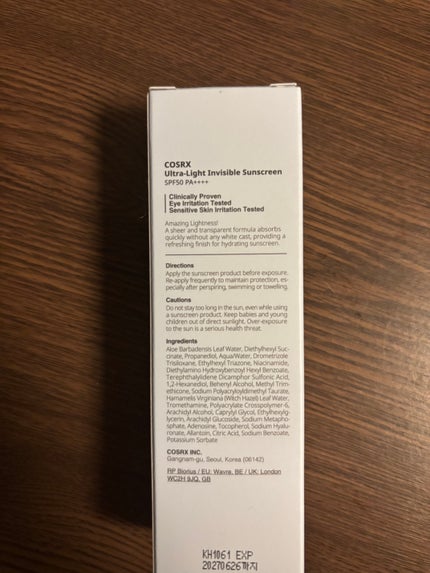 COSRX
Ultra-Light Invisible Sunscreen
SPF50 PA++++
Clinically Proven
Eye Irritation Tested
Sensitive Skin Irritation Tested
Amazing Lightness!
A sheer and transparent formula absorbs
quickly without any white cast, providing a
refreshing finish for hydrating sunscreen.
Directions
Apply the sunscreen product before exposure.
Re-apply frequently to maintain protection, es-
pecially after perspiring, swimming or towelling.
Cautions
Do not stay too long in the sun, even while using
a sunscreen product. Keep babies and young
children out of direct sunlight. Over-exposure
to the sun is a serious health threat.
Ingredients
Aloe Barbadensis Leaf Water, Diethylhexyl Suc-
cinate, Propanediol, Aqua/Water, Drometrizole
Trisiloxane, Ethylhexyl Triazone, Niacinamide,
Diethylamino Hydroxybenzoyl Hexyl Benzoate,
Terephthalylidene Dicamphor Sulfonic Acid,
1,2-Hexanediol, Behenyl Alcohol, Methyl Trim-
ethicone, Sodium Polyacryloyldimethyl Taurate,
Hamamelis Virginiana (Witch Hazel) Leaf Water,
Tromethamine, Polyacrylate Crosspolymer-6,
Arachidyl Alcohol, Caprylyl Glycol, Ethylhexylg-
lycerin, Arachidyl Glucoside, Sodium Metapho-
sphate, Adenosine, Tocopherol, Sodium Hyalu-
ronate, Allantoin, Citric Acid, Sodium Benzoate,
Potassium Sorbate
COSRX INC.
Gangnam-gu, Seoul, Korea (06142)
RP Biorius / EU: Wavre, BE / UK: London
WC2H 9JQ, GB
KH1061 EXP
20270626까지